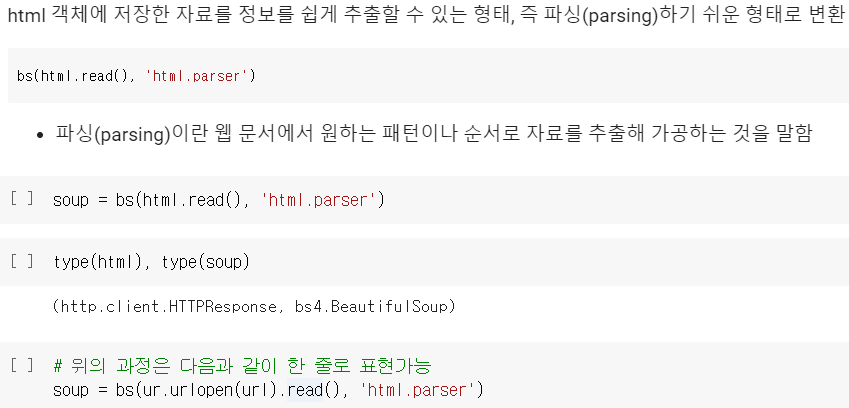 html 객체에 저장한 자료를 정보를 쉽게 추출할 수 있는 형태, 즉 파싱(parsing)하기 쉬운 형태로 변환
bs(html.read(), 'html.parser')
• 파싱(parsing)이란 웹 문서에서 원하는 패턴이나 순서로 자료를 추출해 가공하는 것을 말함
[ ] soup = bs(html.read(), 'html.parser')
[ ] type(html), type(soup)
(http.client.HTTPResponse, bs4.BeautifulSoup)
[ ] # 위의 과정은 다음과 같이 한 줄로 표현가능
soup = bs(ur.urlopen(url).read(), 'html.parser')